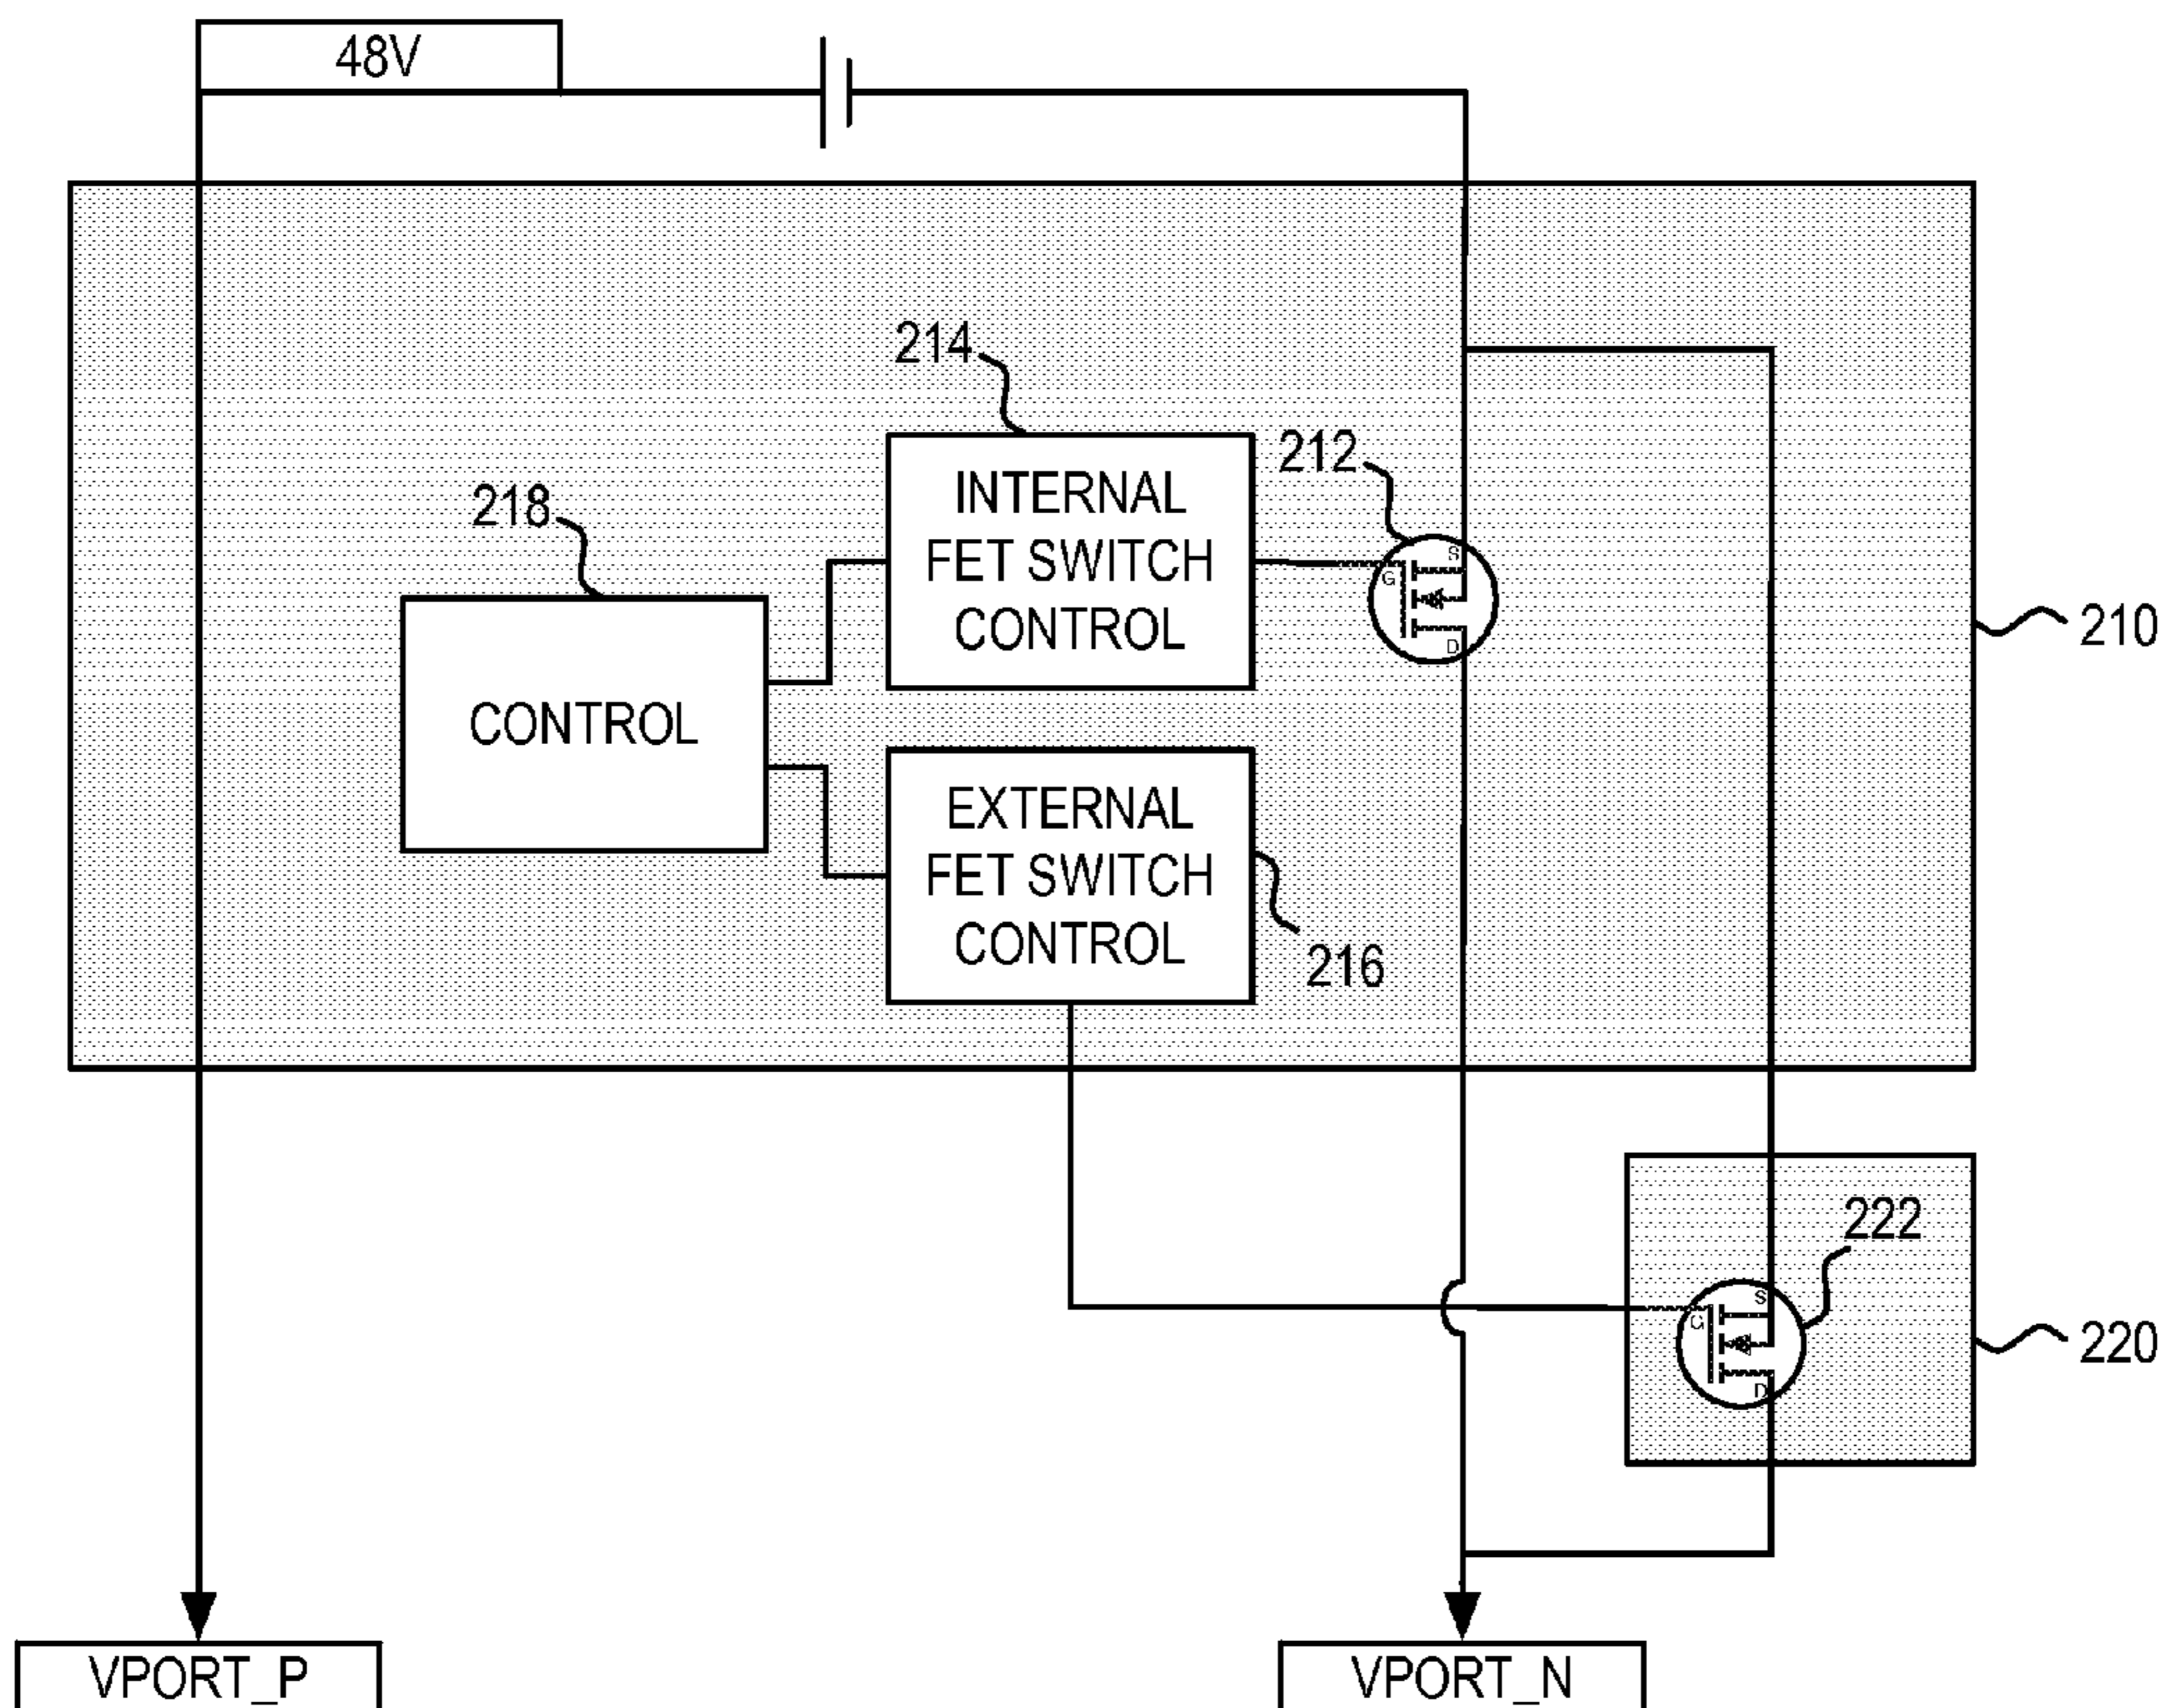 48V
214
INTERNAL
FET SWITCH
CONTROL
212
S
G
D
218
CONTROL
210
EXTERNAL
FET SWITCH
CONTROL
216
222
S
G
D
220
VPORT_P
VPORT_N